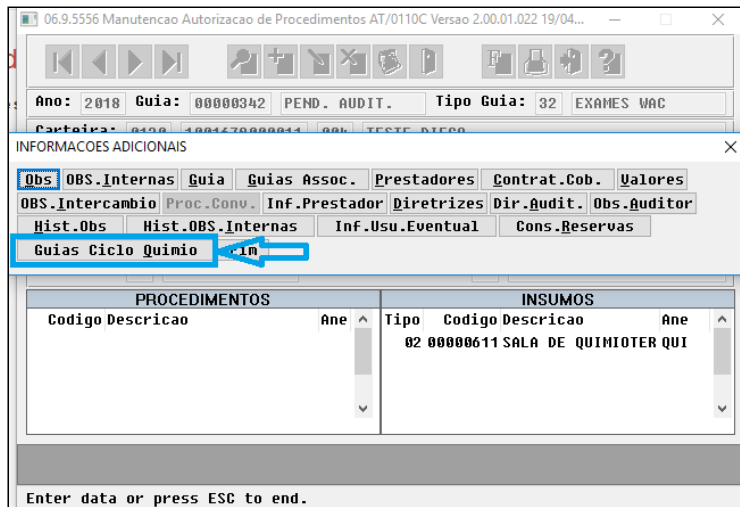 06.9.5556 Manutencao Autorizacao de Procedimentos AT/0110C Versao 2.00.01.022 19/04...
Ano: 2018 Guia: 00000342 PEND. AUDIT. Tipo Guia: 32 EXAMES WAC
Carteira: 0120 TESTE DIEGO
INFORMACOES ADICIONAIS
Obs OBS.Internas Guia Guias Assoc. Prestadores Contrat.Cob. Valores
OBS.Intercambio Proc.Conv. Inf.Prestador Diretrizes Dir.Audit. Obs.Auditor
Hist.Obs Hist.OBS.Internas Inf.Usu.Eventual Cons.Reservas
Guias Ciclo Quimio
PROCEDIMENTOS INSUMOS
Codigo Descricao Ane Tipo Codigo Descricao Ane
02 00000611 SALA DE QUIMIOTER QUI
Enter data or press ESC to end.